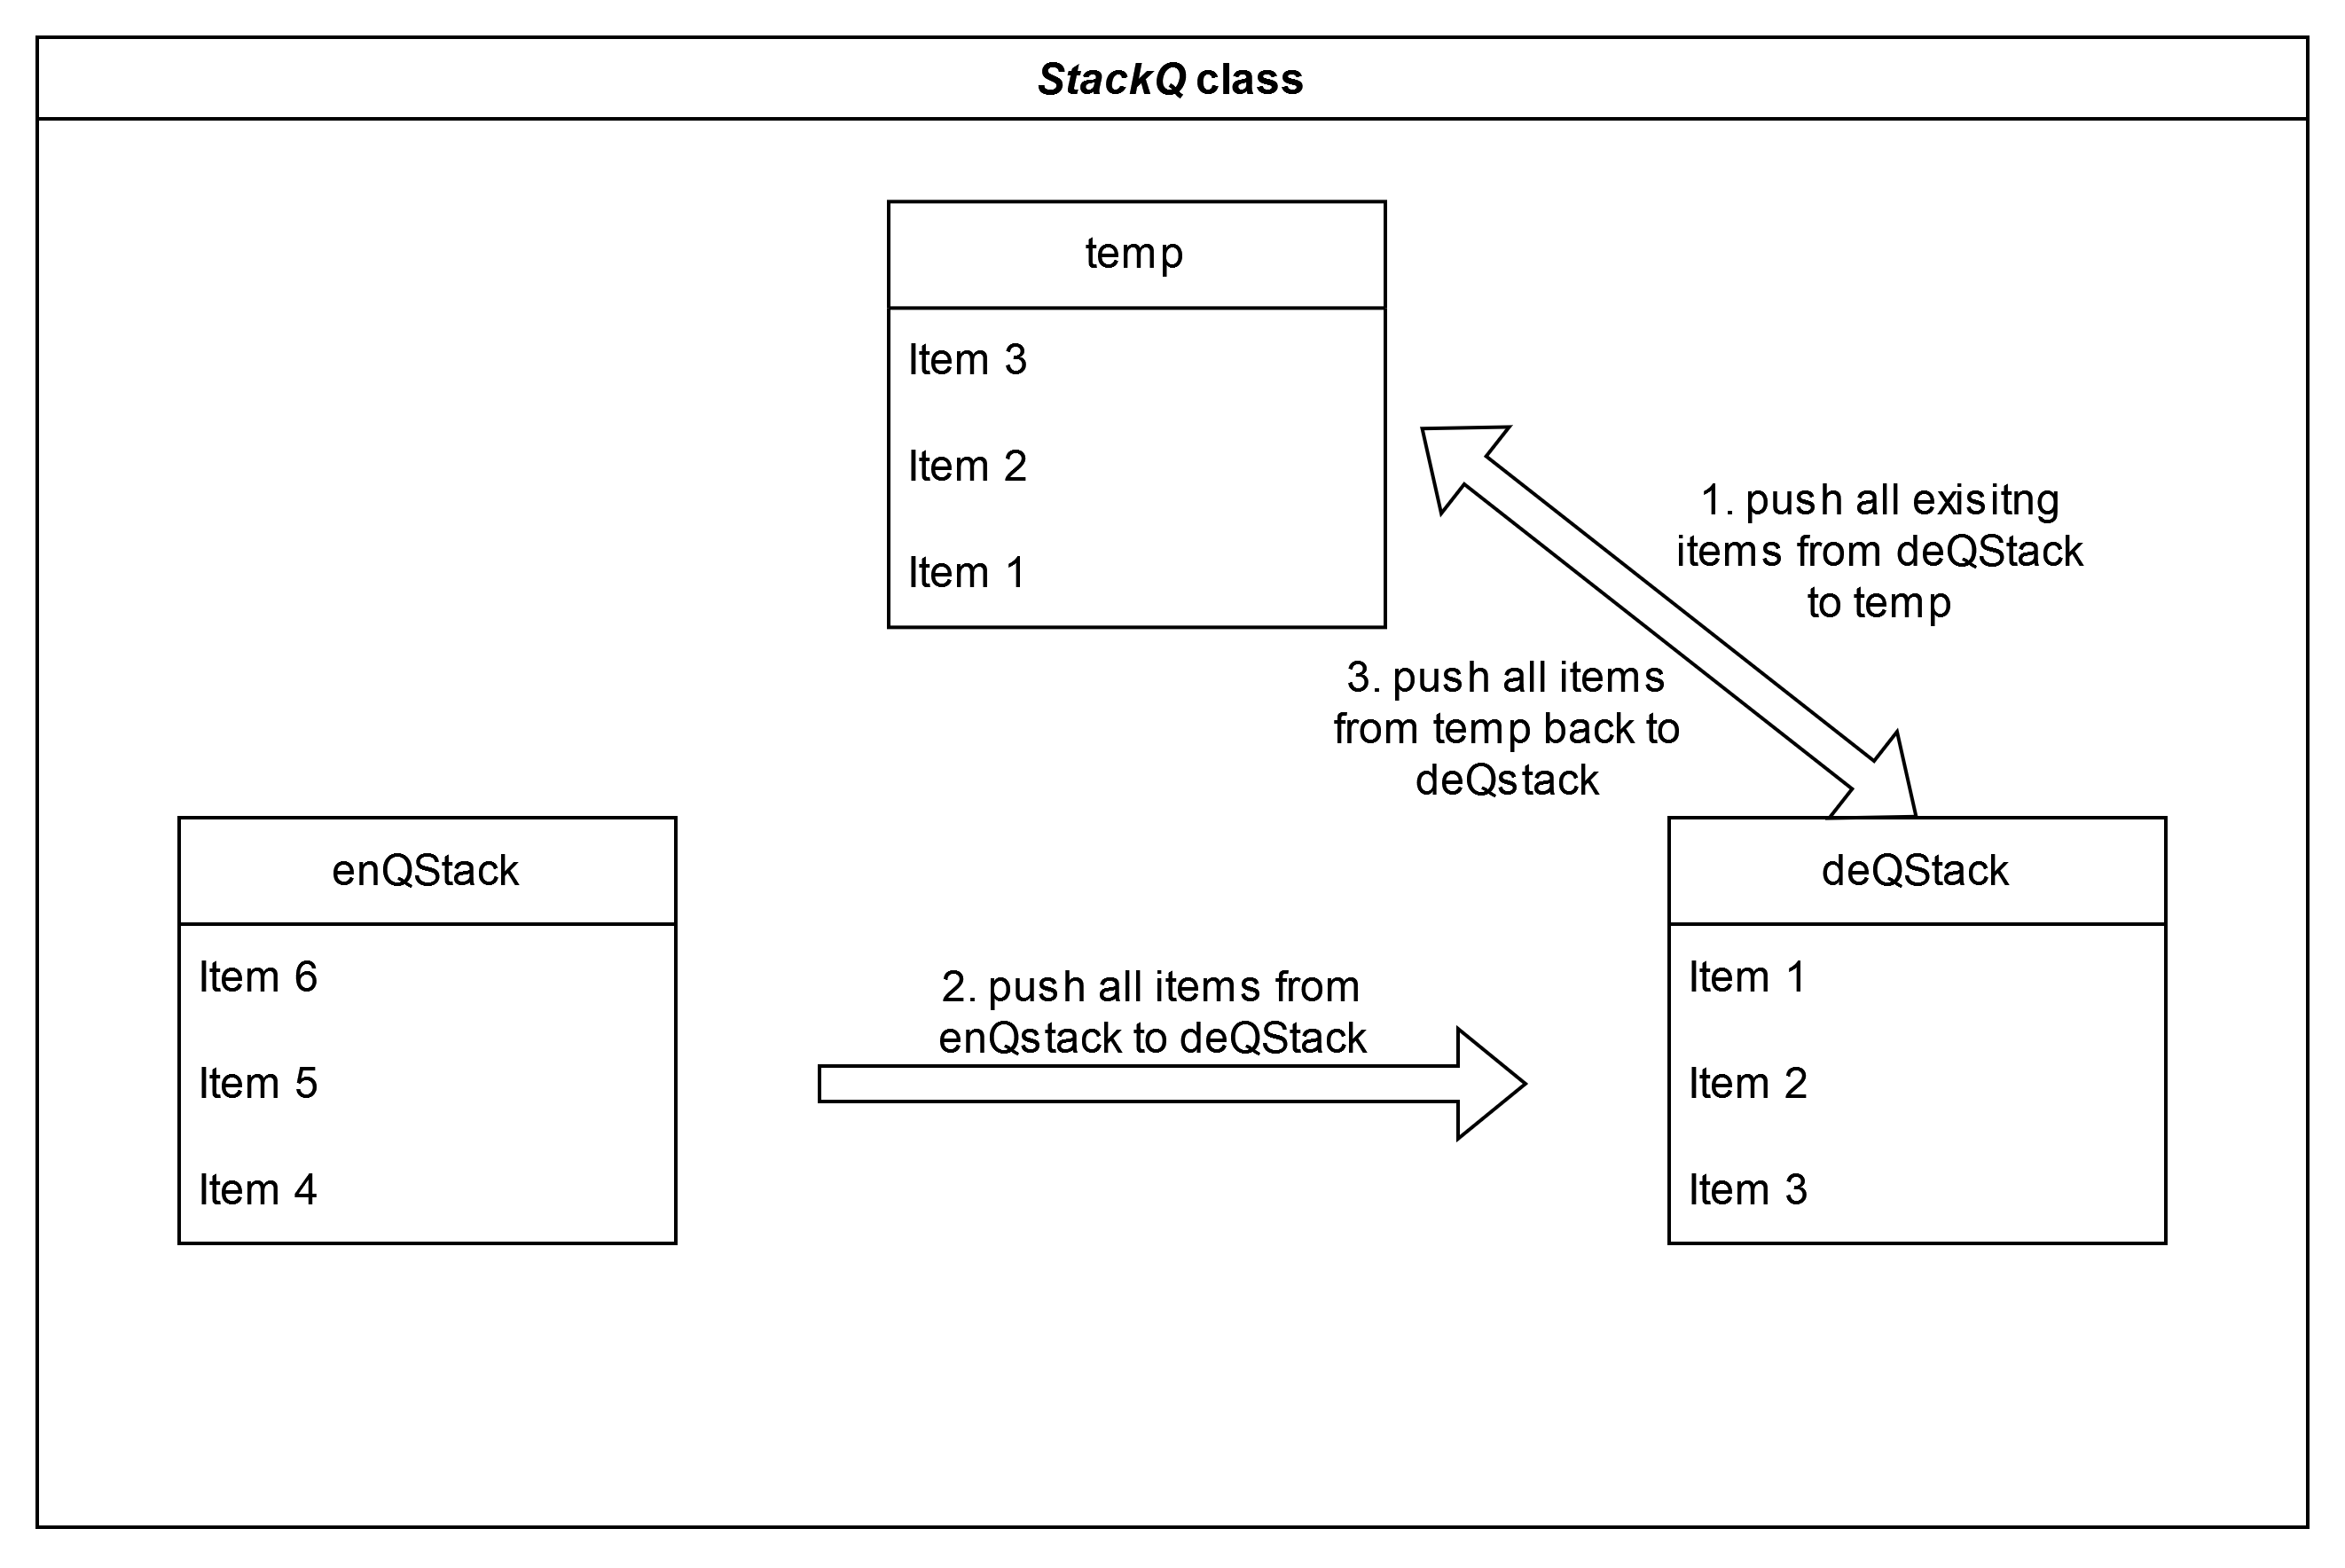 StackQ class
temp
Item 3
Item 2
Item 1
1. push all exisitng
items from deQStack
to temp
3. push all items
from temp back to
deQstack
enQStack
Item 6
Item 5
Item 4
2. push all items from
enQstack to deQStack
deQStack
Item 1
Item 2
Item 3